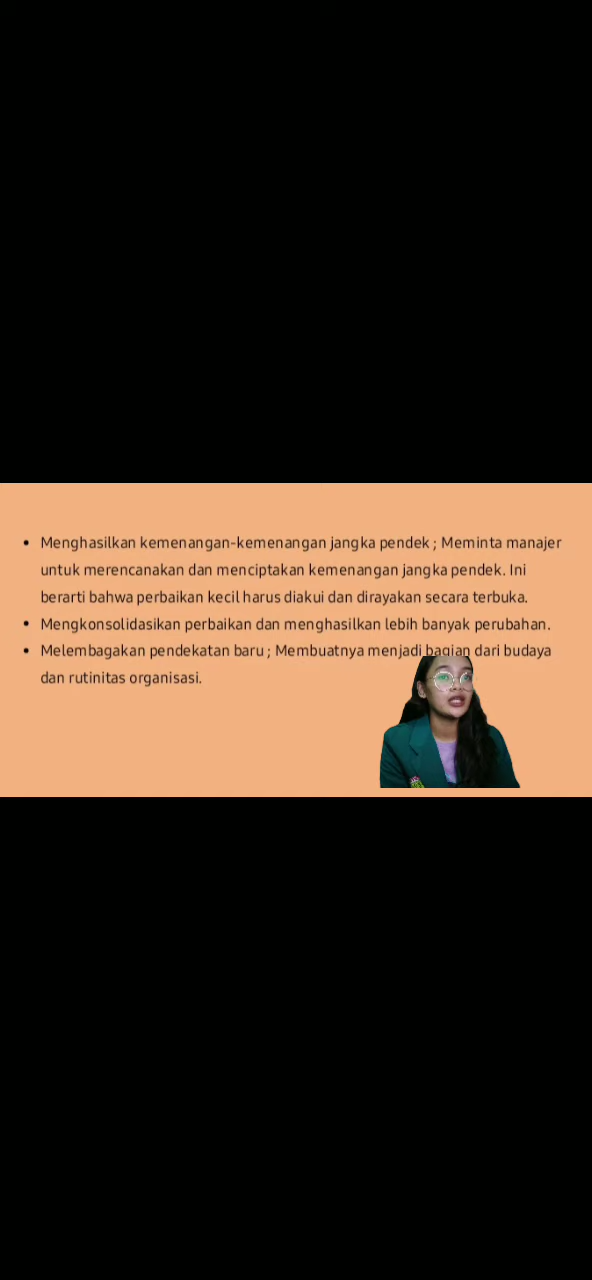 • Menghasilkan kemenangan-kemenangan jangka pendek ; Meminta manajer
untuk merencanakan dan menciptakan kemenangan jangka pendek. Ini
berarti bahwa perbaikan kecil harus diakui dan dirayakan secara terbuka.
• Mengkonsolidasikan perbaikan dan menghasilkan lebih banyak perubahan.
• Melembagakan pendekatan baru ; Membuatnya menjadi bagian dari budaya
dan rutinitas organisasi.